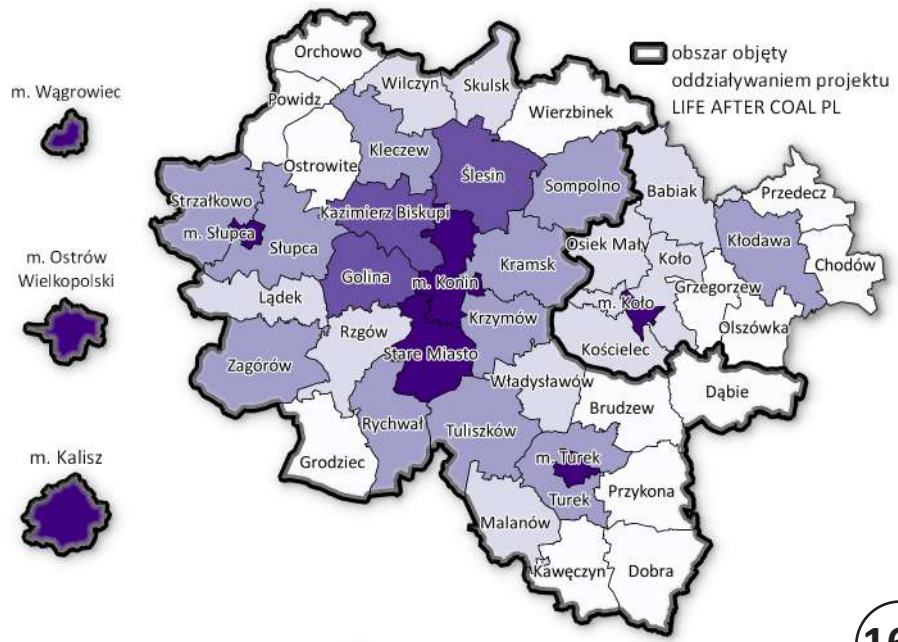 obszar objęty
oddziaływaniem projektu
LIFE AFTER COAL PL
m. Wągrowiec
m. Ostrów
Wielkopolski
m. Kalisz
Orchowo
Wilczyn
Skulsk
Powidz
Wierzbinek
Kleczew
Ostrowite
Ślesin
Sompolno
Babiak
Przedecz
Strzałkowo
Kazimierz Biskupi
m. Słupca
Słupca
Osiek Mały
Koło
Kłodawa
Chodów
Golina
m. Konin
Kramsk
Grzegorzew
Lądek
m. Koło
Olszówka
Rzgów
Krzymów
Kościelec
Zagórów
Stare Miasto
Władysławów
Dąbie
Brudzew
Rychwał
Tuliszków
Grodziec
m. Turek
Turek
Przykona
Malanów
Kawęczyn
Dobra